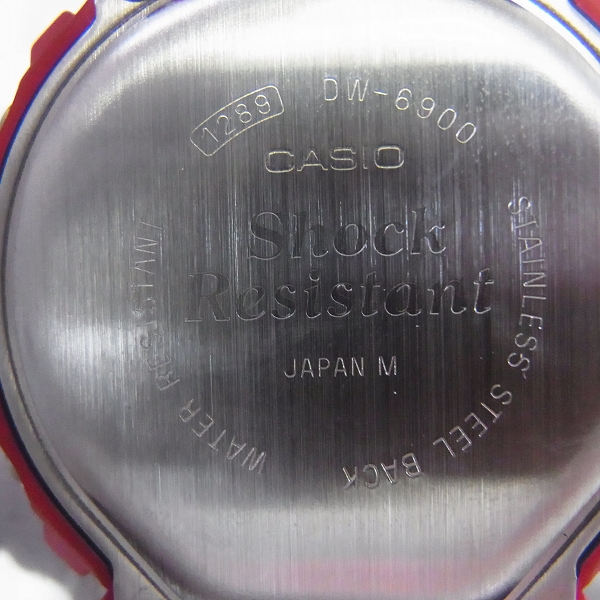 1289 DW-6900
CASIO
Shock
Resistant
JAPAN M
WATER RESIST
STAINLESS STEEL BACK